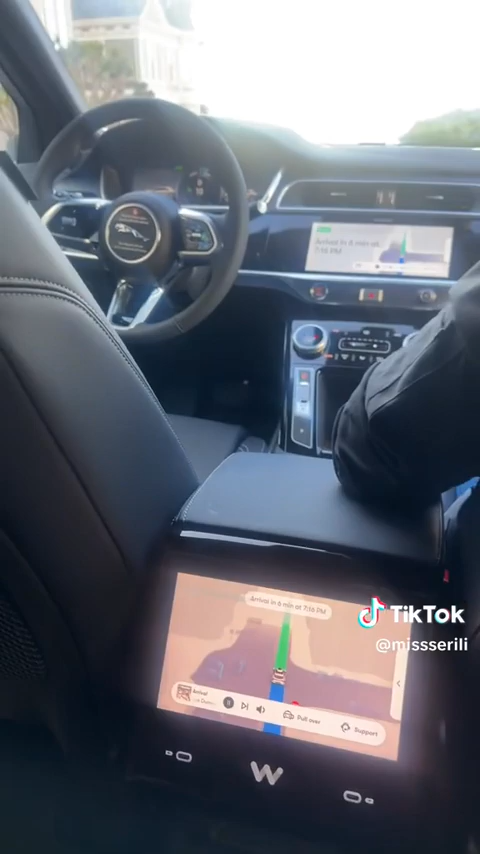 Arrival in 6 min at
7:16 PM
Arrival in 6 min at 7:16 PM
TikTok
@missserili
Arrival
Pull over
Support
W